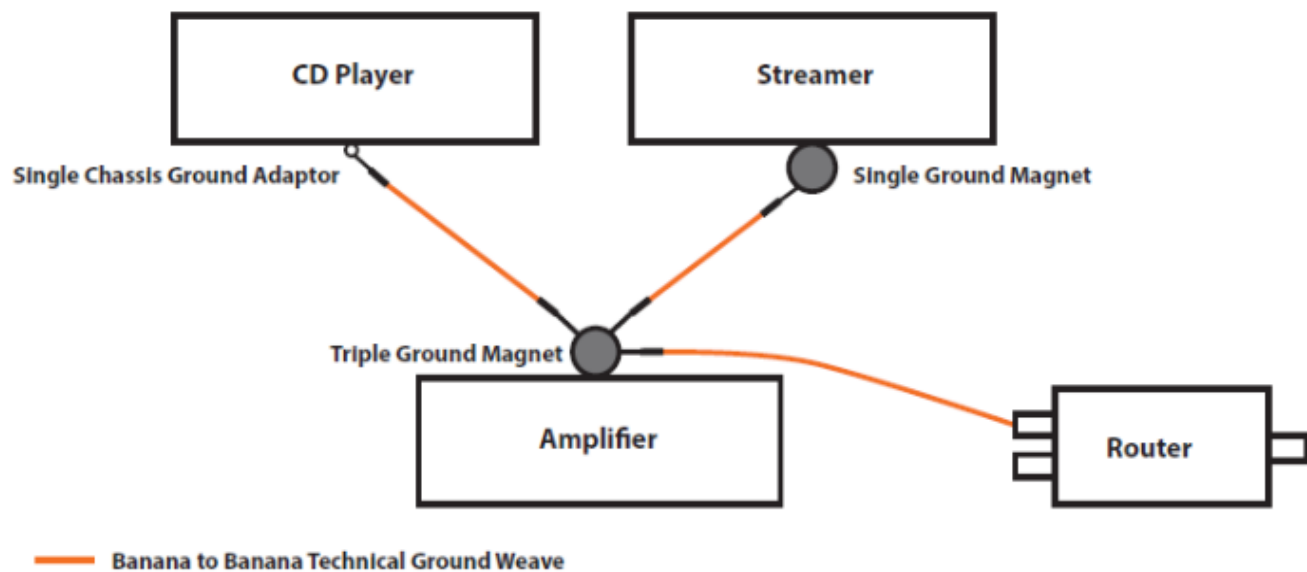 CD Player
Streamer
Single Chassis Ground Adaptor
Single Ground Magnet
Triple Ground Magnet
Amplifier
Router
Banana to Banana Technical Ground Weave